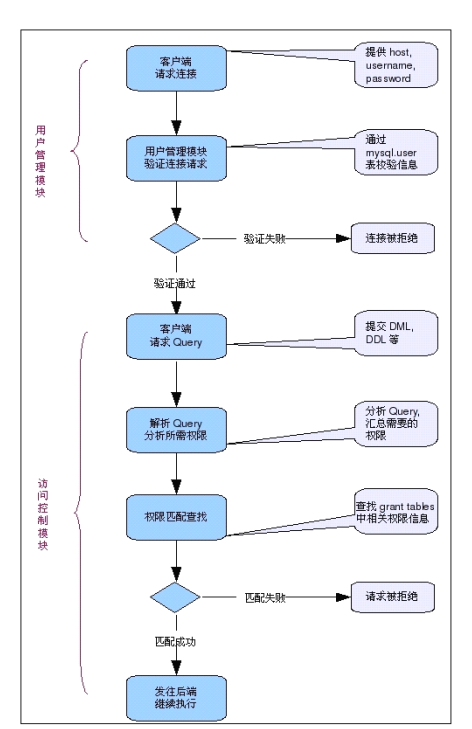 客户端
请求连接
提供 host,
username,
password
用户管理模块
用户管理模块
验证连接请求
通过
mysql.user
表校验信息
验证失败
连接被拒绝
验证通过
客户端
请求 Query
提交 DML,
DDL 等
解析 Query
分析所需权限
分析 Query,
汇总需要的
权限
访问控制模块
权限匹配查找
查找 grant tables
中相关权限信息
匹配失败
请求被拒绝
匹配成功
发往后端
继续执行